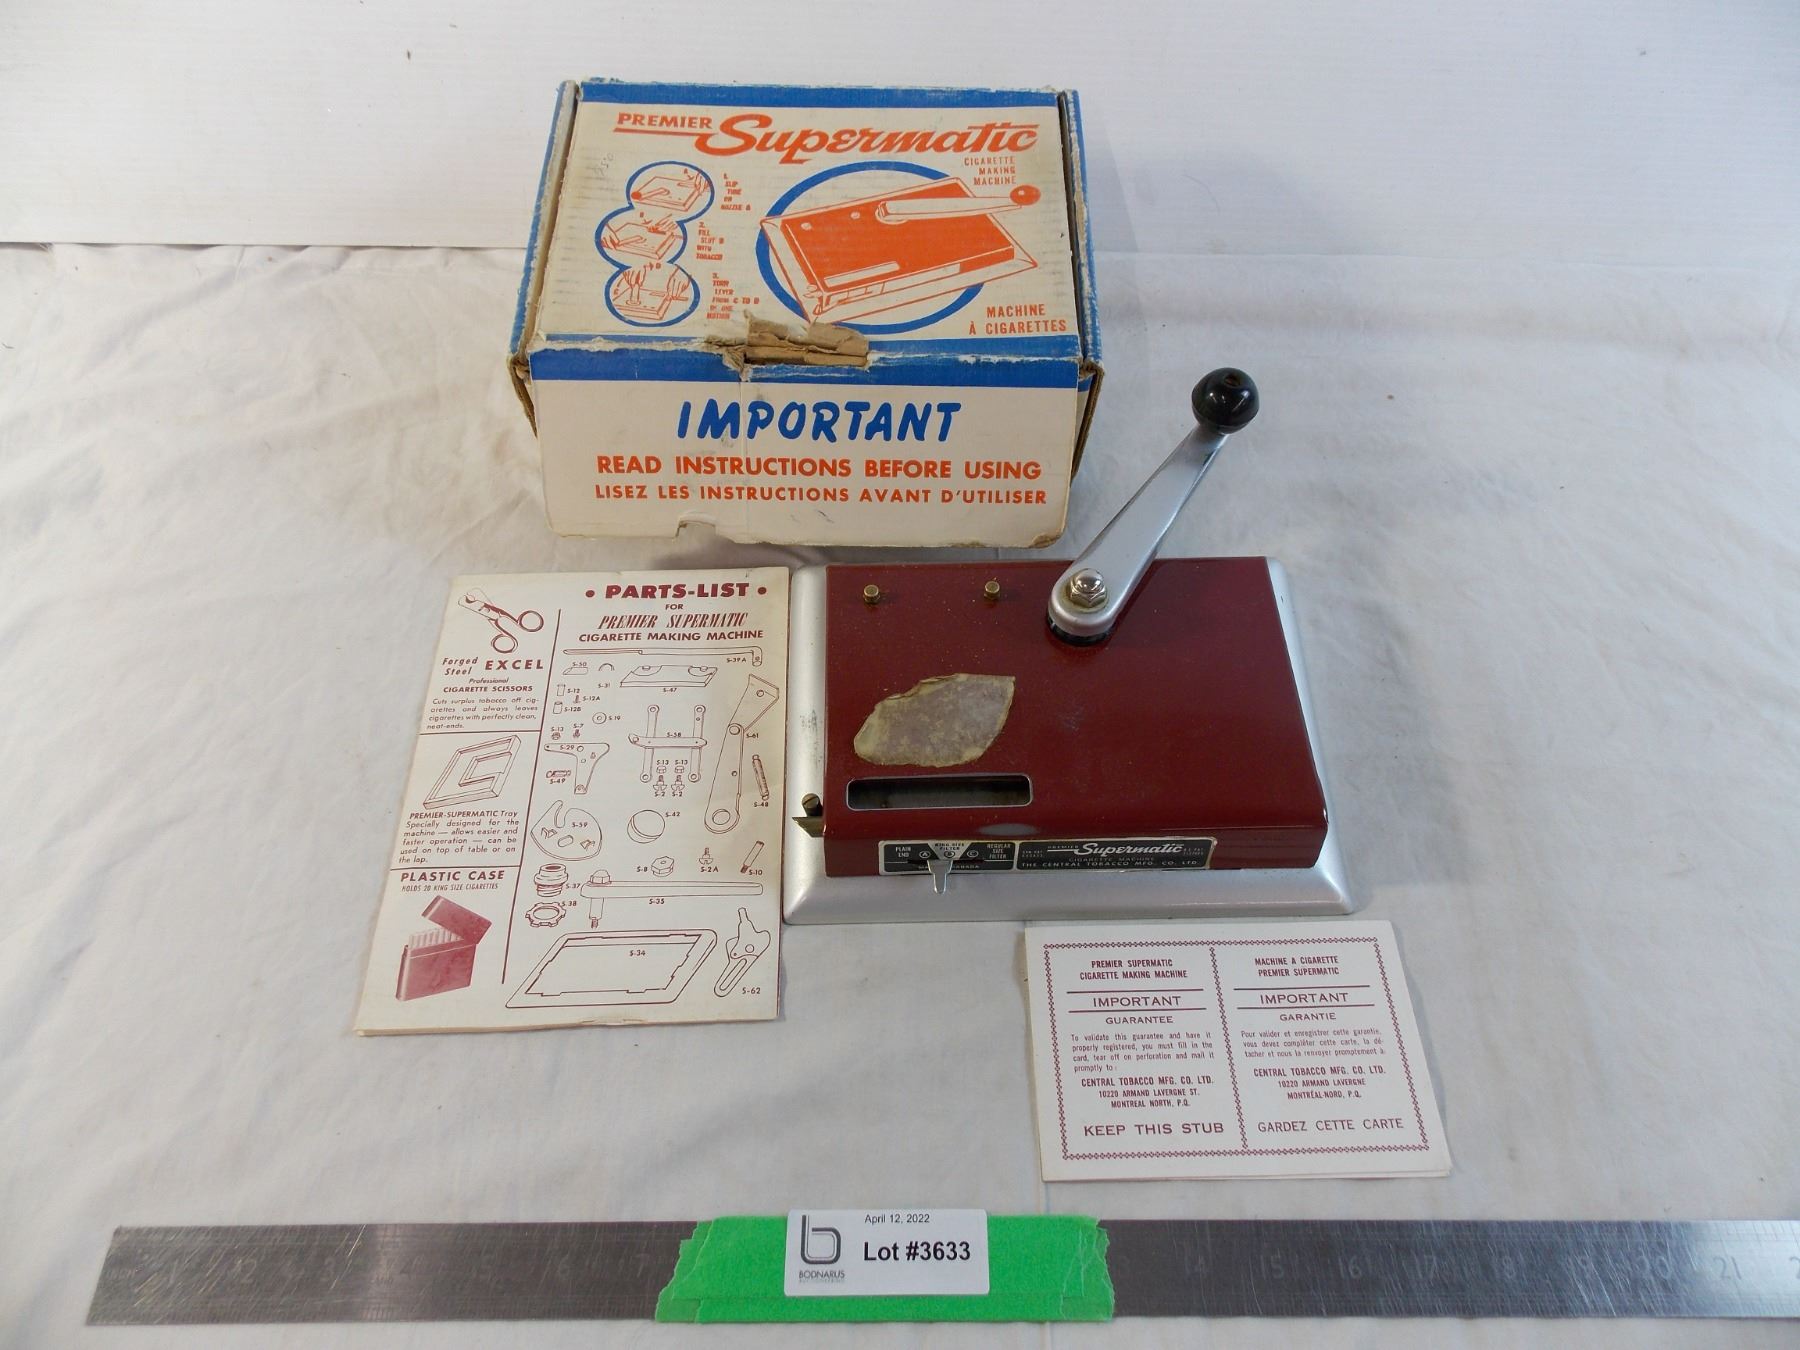 PREMIER Supermatic
CIGARETTE
MAKING
MACHINE
1.
SLIP
TUBE
ON
NOZZLE A
2.
FILL
SLOT B
WITH
TOBACCO
3.
TURN
LEVER
FROM C TO D
IN ONE
MOTION
MACHINE
À CIGARETTES
IMPORTANT
READ INSTRUCTIONS BEFORE USING
LISEZ LES INSTRUCTIONS AVANT D'UTILISER
• PARTS-LIST •
FOR
PREMIER SUPERMATIC
CIGARETTE MAKING MACHINE
Forged
Steel EXCEL
Professional
CIGARETTE SCISSORS
Cuts surplus tobacco off cig-
arettes and always leaves
cigarettes with perfectly clean,
neat-ends.
PREMIER-SUPERMATIC Tray
Specially designed for the
machine — allows easier and
faster operation — can be
used on top of table or on
the lap.
PLASTIC CASE
HOLDS 20 KING SIZE CIGARETTES
S-39A
S-50
S-31
S-47
S-12
S-12A
S-12B
S-19
S-13
S-7
S-29
S-58
S-61
S-49
S-13 S-13
S-2 S-2
S-48
S-59
S-42
S-8
S-2A
S-10
S-37
S-38
S-35
S-34
S-62
PLAIN
END
KING SIZE
FILTER
REGULAR
SIZE
FILTER
A B C
PREMIER Supermatic
CIGARETTE MACHINE
THE CENTRAL TOBACCO MFG. CO. LTD.
PREMIER SUPERMATIC
CIGARETTE MAKING MACHINE
IMPORTANT
GUARANTEE
To validate this guarantee and have it
properly registered, you must fill in the
card, tear off on perforation and mail it
promptly to:
CENTRAL TOBACCO MFG. CO. LTD.
10220 ARMAND LAVERGNE ST.
MONTREAL NORTH, P.Q.
KEEP THIS STUB
MACHINE A CIGARETTE
PREMIER SUPERMATIC
IMPORTANT
GARANTIE
Pour valider et enregistrer cette garantie,
vous devez compléter cette carte, la dé-
tacher et nous la renvoyer promptement à:
CENTRAL TOBACCO MFG. CO. LTD.
10220 ARMAND LAVERGNE
MONTRÉAL-NORD, P.Q.
GARDEZ CETTE CARTE
April 12, 2022
Lot #3633
b
BODNARUS
AUCTIONEERING
1 2 3 7 14 15 16 17 19 20 21